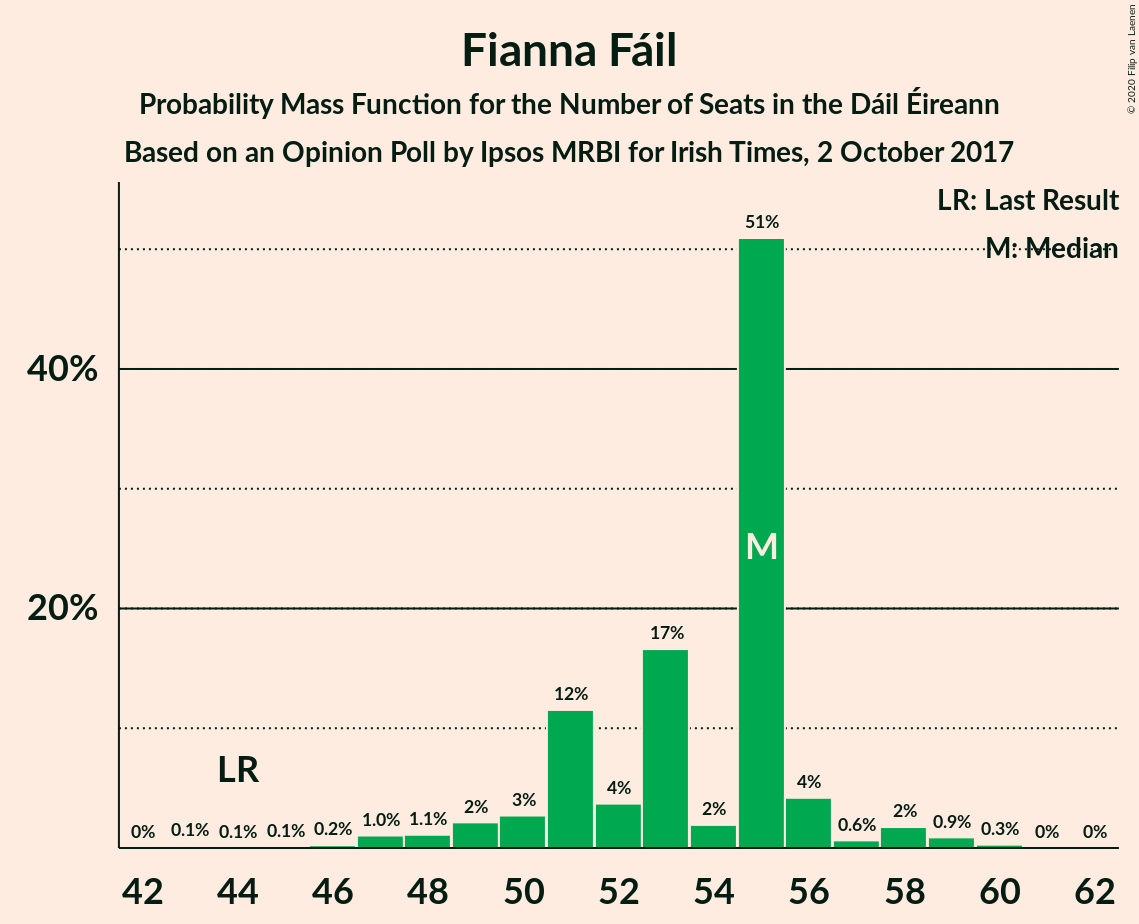 Fianna Fáil
Probability Mass Function for the Number of Seats in the Dáil Éireann
Based on an Opinion Poll by Ipsos MRBI for Irish Times, 2 October 2017
© 2020 Filip van Laenen
LR: Last Result
M: Median
40%
20%
0% 0.1% 0.1% 0.1% 0.2% 1.0% 1.1% 2% 3% 12% 4% 17% 2% 51% 4% 0.6% 2% 0.9% 0.3% 0% 0%
LR
M
42 44 46 48 50 52 54 56 58 60 62